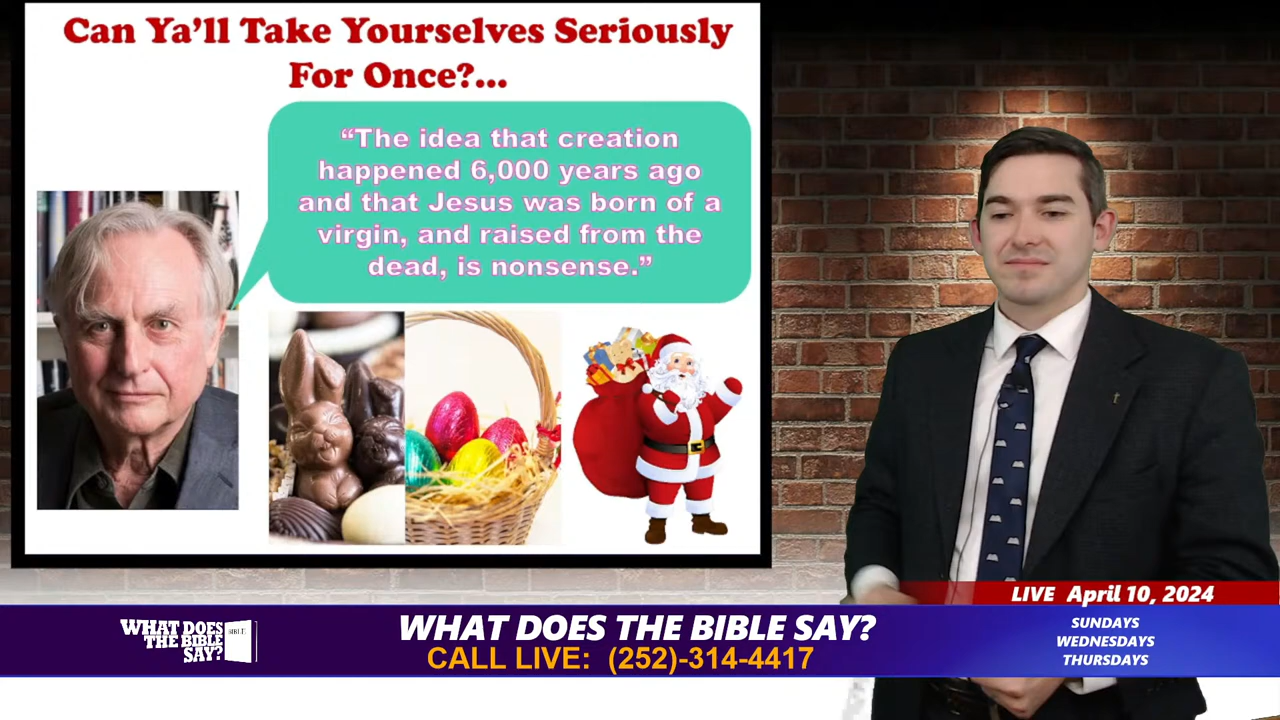 Can Ya'll Take Yourselves Seriously
For Once?...
“The idea that creation
happened 6,000 years ago
and that Jesus was born of a
virgin, and raised from the
dead, is nonsense.”
LIVE April 10, 2024
WHAT DOES
THE BIBLE
SAY?
BIBLE
WHAT DOES THE BIBLE SAY?
CALL LIVE: (252)-314-4417
SUNDAYS
WEDNESDAYS
THURSDAYS